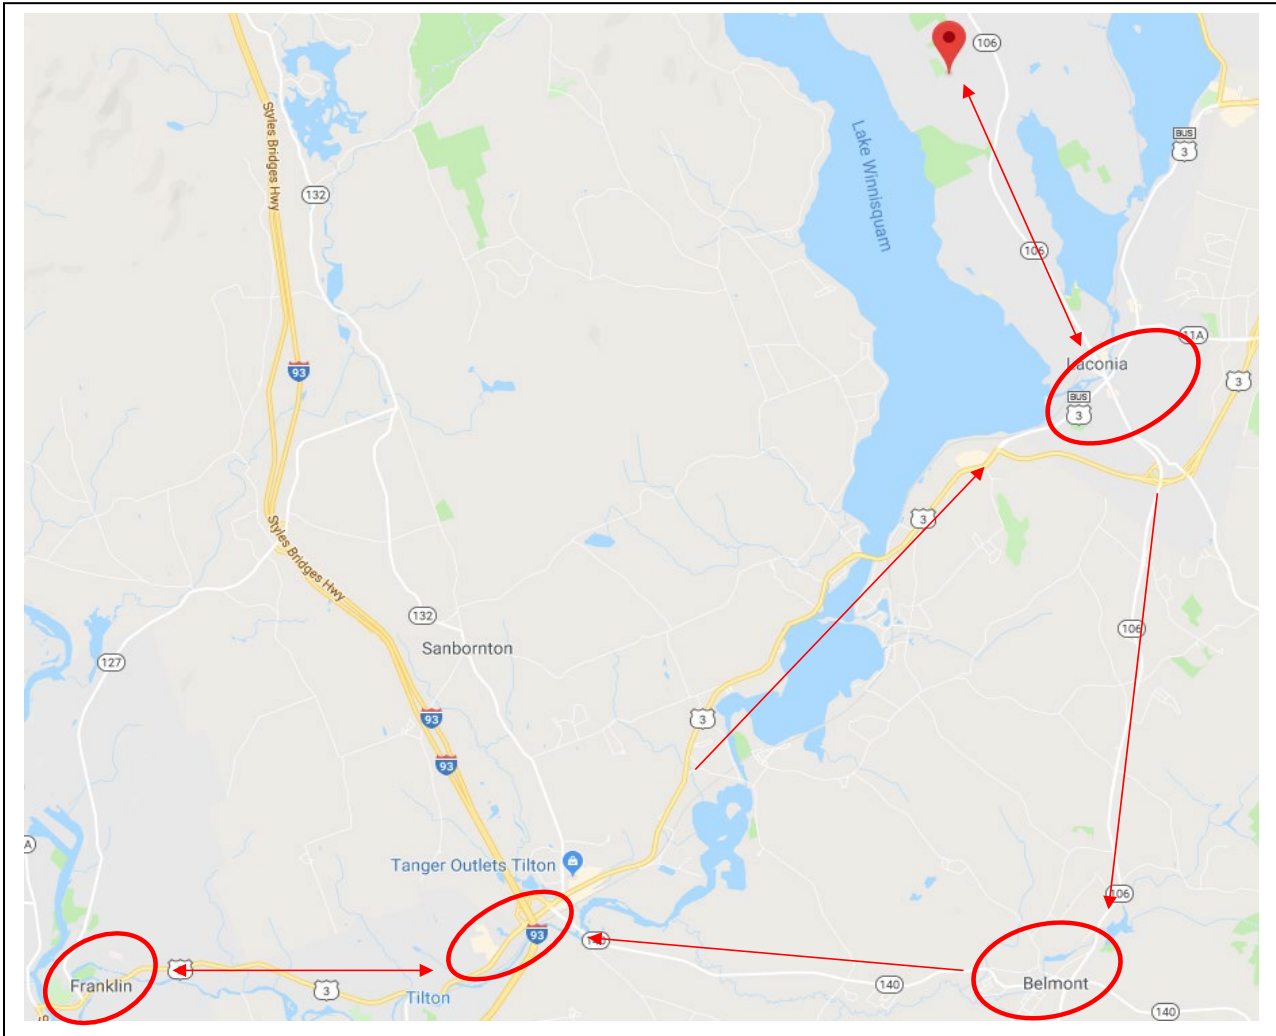 106
BUS
3
Styles Bridges Hwy
Lake Winnisquam
132
106
11A
Laconia
93
3
BUS
3
3
Styles Bridges Hwy
132
106
Sanbornton
127
3
93
93
A
Tanger Outlets Tilton
106
93
140
Franklin
3
Tilton
140
Belmont
140